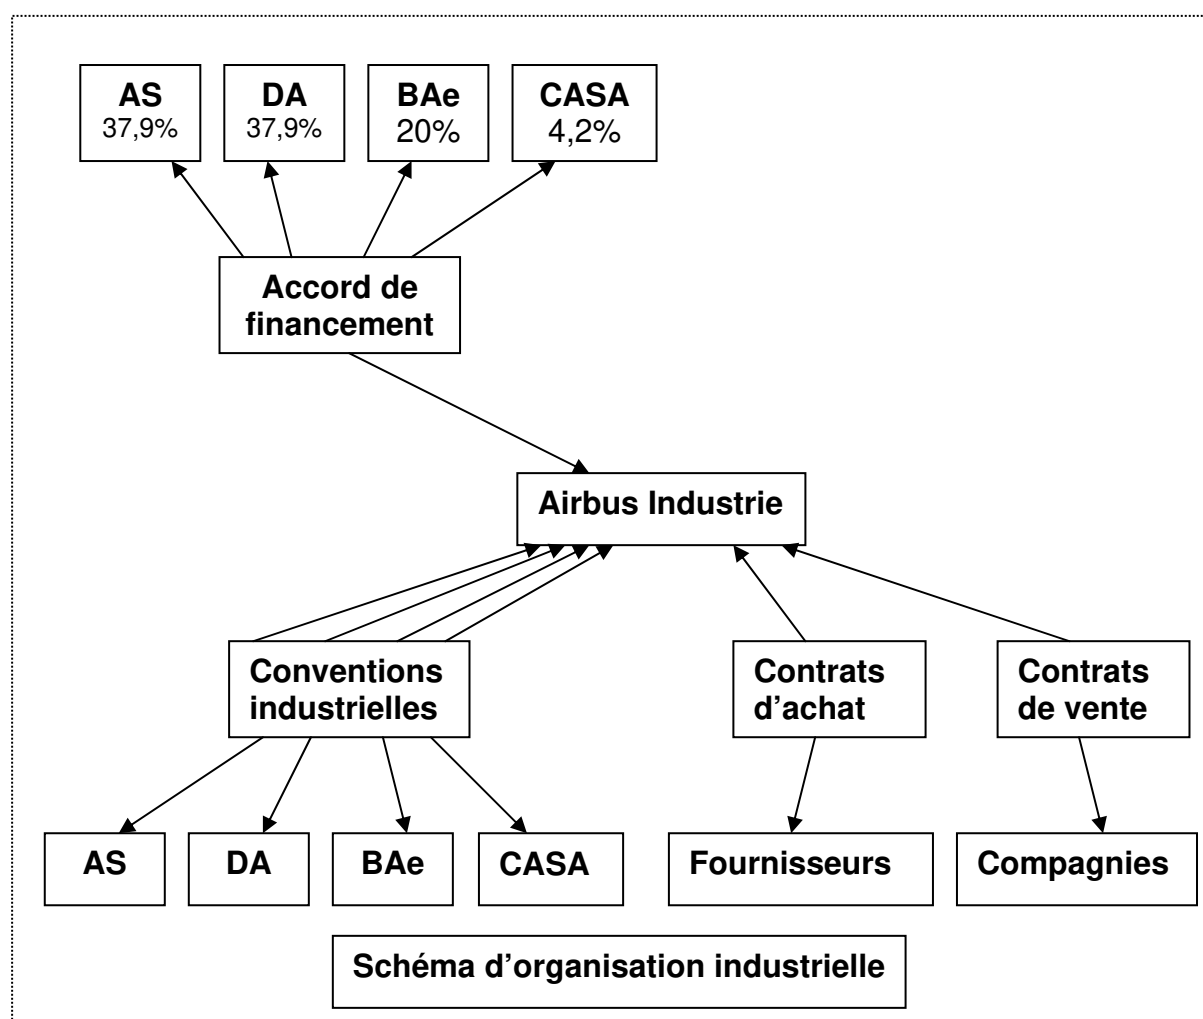 AS
37,9%
DA
37,9%
BAe
20%
CASA
4,2%
Accord de
financement
Airbus Industrie
Conventions
industrielles
Contrats
d’achat
Contrats
de vente
AS
DA
BAe
CASA
Fournisseurs
Compagnies
Schéma d’organisation industrielle